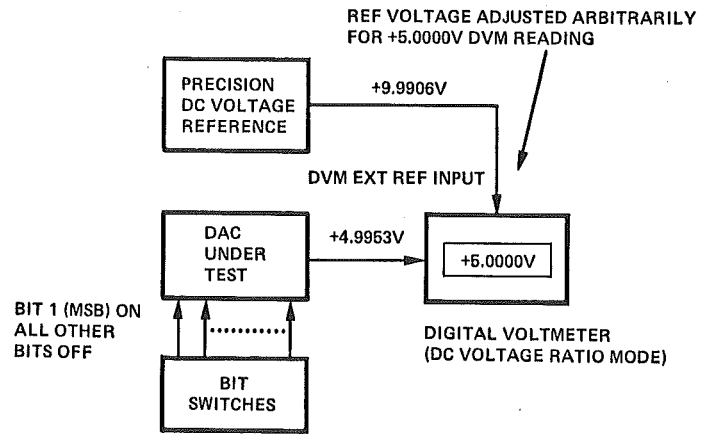 REF VOLTAGE ADJUSTED ARBITRARILY
FOR +5.0000V DVM READING
PRECISION
DC VOLTAGE
REFERENCE
+9.9906V
DVM EXT REF INPUT
DAC
UNDER
TEST
+4.9953V
+5.0000V
BIT 1 (MSB) ON
ALL OTHER
BITS OFF
DIGITAL VOLTMETER
(DC VOLTAGE RATIO MODE)
BIT
SWITCHES